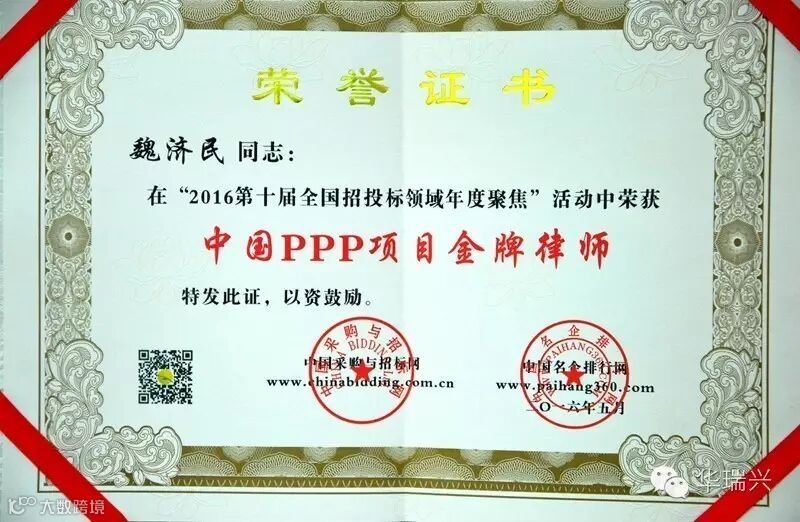 荣誉证书
魏济民 同志：
在“2016第十届全国招投标领域年度聚焦”活动中荣获
中国PPP项目金牌律师
特发此证，以资鼓励。
中国采购与招标网
www.chinabidding.com.cn
中国名企排行网
www.paihang360.com
二〇一六年五月
华瑞兴
大数跨境